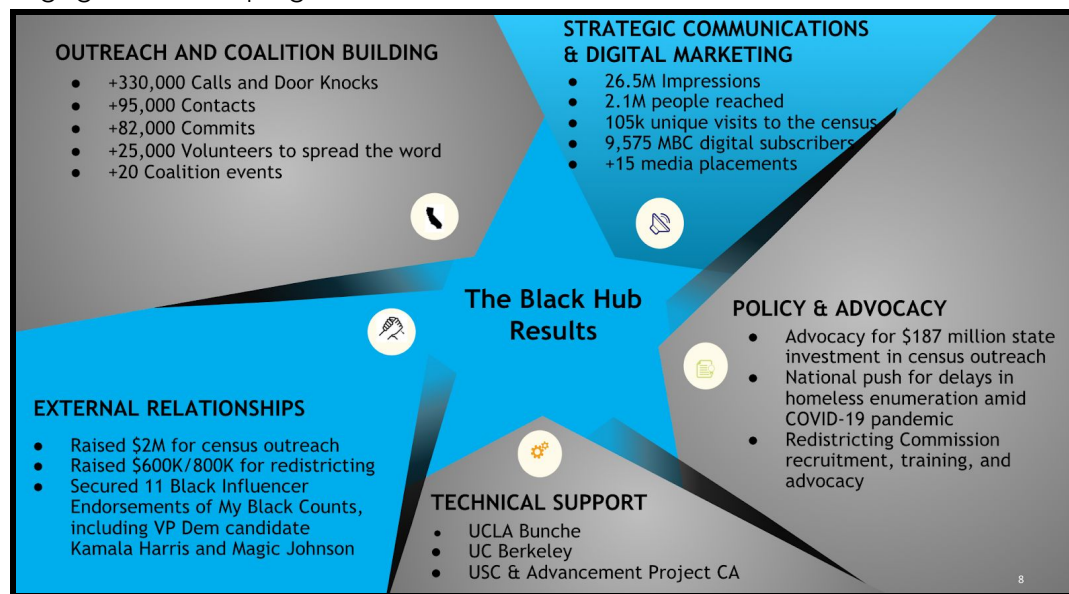 OUTREACH AND COALITION BUILDING
● +330,000 Calls and Door Knocks
● +95,000 Contacts
● +82,000 Commits
● +25,000 Volunteers to spread the word
● +20 Coalition events
STRATEGIC COMMUNICATIONS
& DIGITAL MARKETING
● 26.5M Impressions
● 2.1M people reached
● 105k unique visits to the census
● 9,575 MBC digital subscribers
● +15 media placements
The Black Hub
Results
POLICY & ADVOCACY
● Advocacy for $187 million state
investment in census outreach
● National push for delays in
homeless enumeration amid
COVID-19 pandemic
● Redistricting Commission
recruitment, training, and
advocacy
EXTERNAL RELATIONSHIPS
● Raised $2M for census outreach
● Raised $600K/800K for redistricting
● Secured 11 Black Influencer
Endorsements of My Black Counts,
including VP Dem candidate
Kamala Harris and Magic Johnson
TECHNICAL SUPPORT
● UCLA Bunche
● UC Berkeley
● USC & Advancement Project CA
8